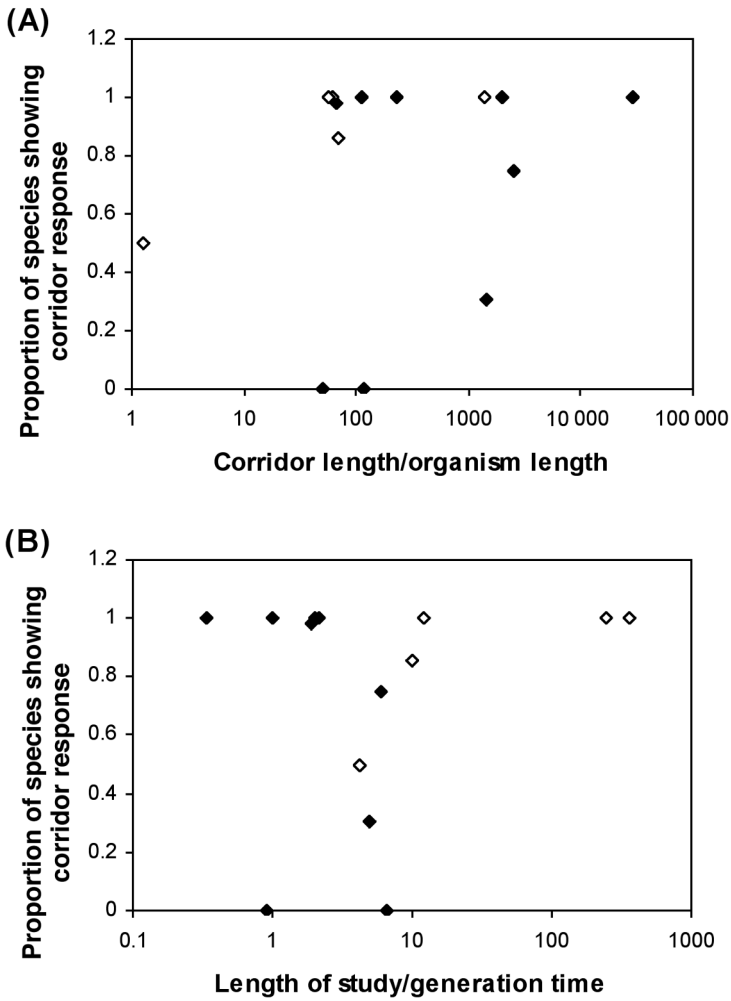 (A)
1.2
1
0.8
0.6
0.4
0.2
0
Proportion of species showing
corridor response
1 10 100 1000 10 000 100 000
Corridor length/organism length
(B)
1.2
1
0.8
0.6
0.4
0.2
0
Proportion of species showing
corridor response
0.1 1 10 100 1000
Length of study/generation time